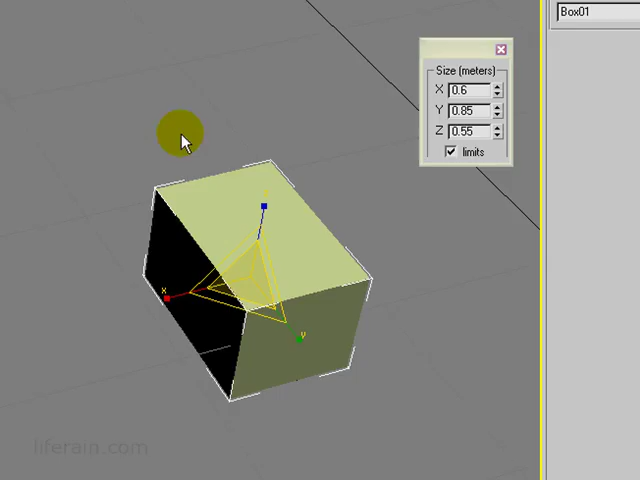 Box01
Size (meters)
X 0.6
Y 0.85
Z 0.55
limits
x
y
liferain.com